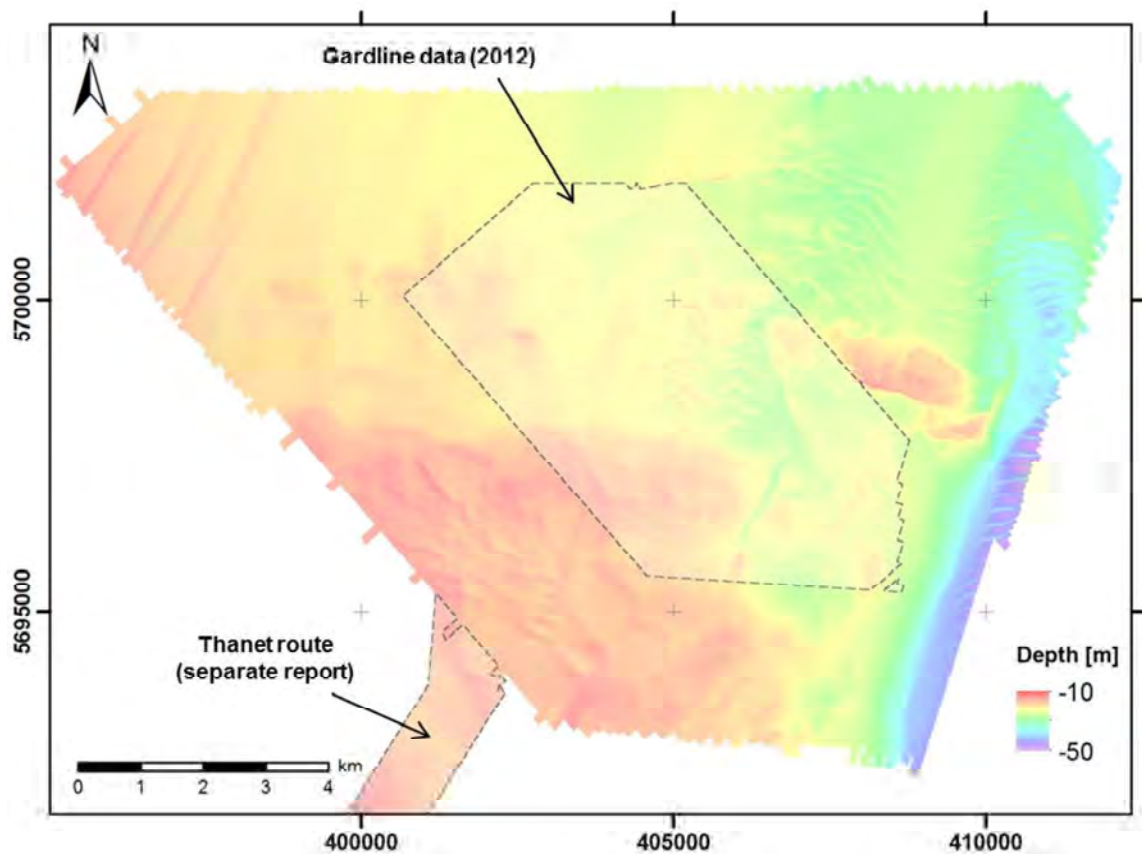 N
Gardline data (2012)
5700000
5695000
Thanet route
(separate report)
Depth [m]
-10
-50
km
0 1 2 3 4
400000 405000 410000